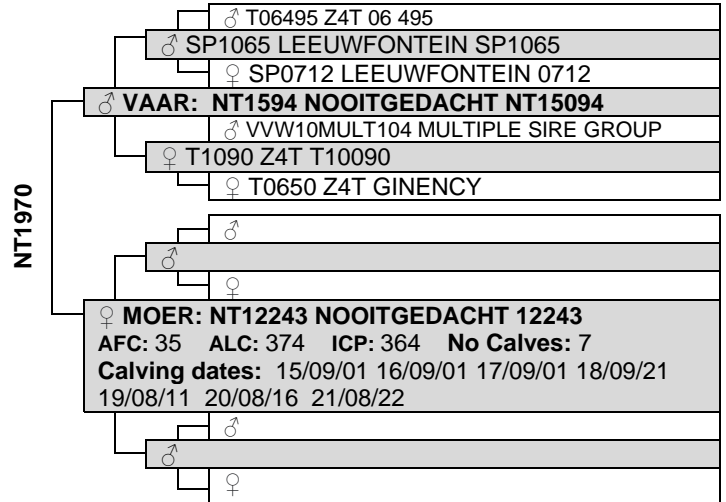 ♂ T06495 Z4T 06 495
♂ SP1065 LEEUWFONTEIN SP1065
♀ SP0712 LEEUWFONTEIN 0712
♂ VAAR: NT1594 NOOITGEDACHT NT15094
♂ VVW10MULT104 MULTIPLE SIRE GROUP
♀ T1090 Z4T T10090
♀ T0650 Z4T GINENCY
NT1970
♂
♂
♀
♀ MOER: NT12243 NOOITGEDACHT 12243
AFC: 35 ALC: 374 ICP: 364 No Calves: 7
Calving dates: 15/09/01 16/09/01 17/09/01 18/09/21
19/08/11 20/08/16 21/08/22
♂
♂
♀